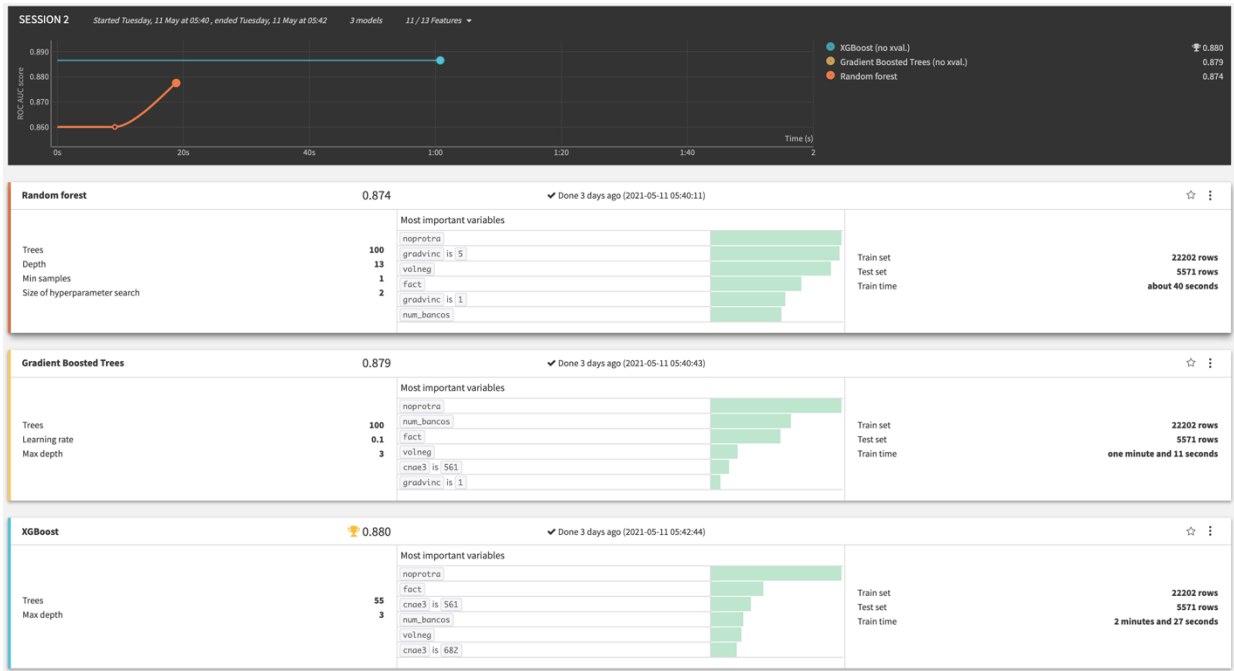 SESSION 2 Started Tuesday, 11 May at 05:40 , ended Tuesday, 11 May at 05:42 3 models 11 / 13 Features
ROC AUC score
0.890
0.880
0.870
0.860
0s 20s 40s 1:00 1:20 1:40 2
Time (s)
XGBoost (no xval.) 0.880
Gradient Boosted Trees (no xval.) 0.879
Random forest 0.874
Random forest 0.874 Done 3 days ago (2021-05-11 05:40:11)
Trees 100
Depth 13
Min samples 1
Size of hyperparameter search 2
Most important variables
noprotra
gradvinc is 5
volneg
fact
gradvinc is 1
num_bancos
Train set 22202 rows
Test set 5571 rows
Train time about 40 seconds
Gradient Boosted Trees 0.879 Done 3 days ago (2021-05-11 05:40:43)
Trees 100
Learning rate 0.1
Max depth 3
Most important variables
noprotra
num_bancos
fact
volneg
cnae3 is 561
gradvinc is 1
Train set 22202 rows
Test set 5571 rows
Train time one minute and 11 seconds
XGBoost 0.880 Done 3 days ago (2021-05-11 05:42:44)
Trees 55
Max depth 3
Most important variables
noprotra
fact
cnae3 is 561
num_bancos
volneg
cnae3 is 682
Train set 22202 rows
Test set 5571 rows
Train time 2 minutes and 27 seconds